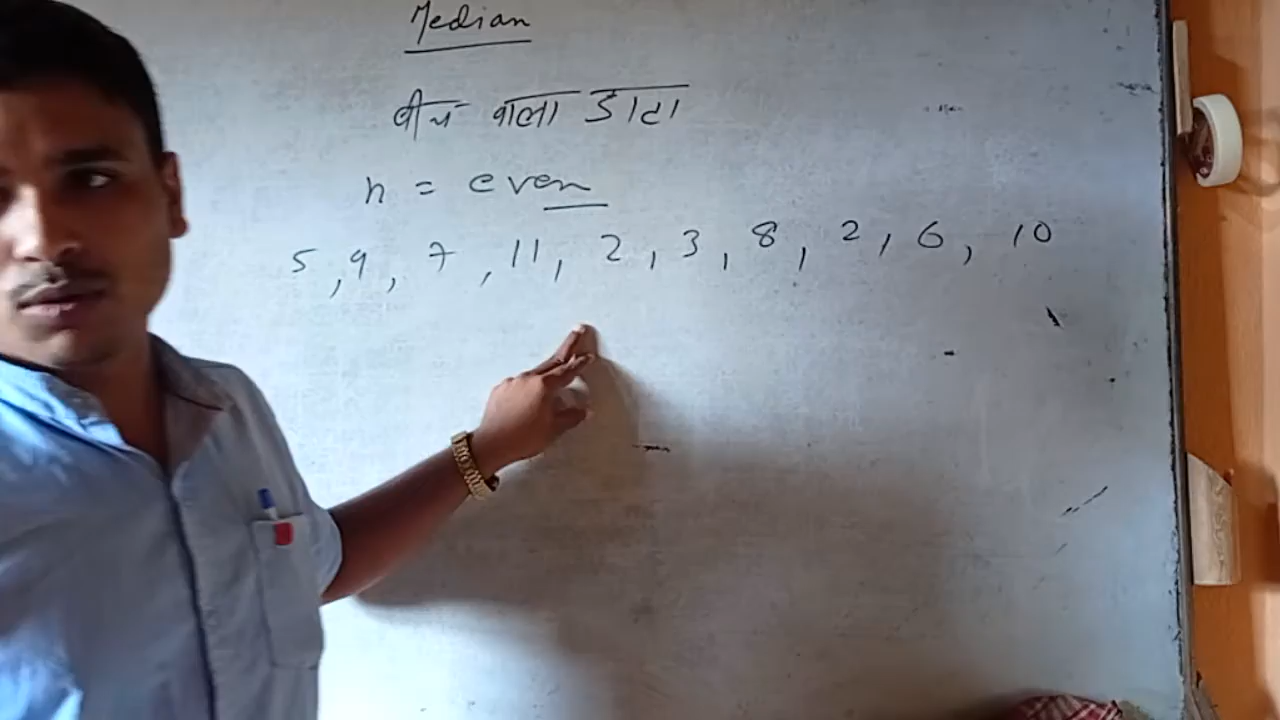 Median
बीच वाला डाटा
n = even
5, 9, 7, 11, 2, 3, 8, 2, 6, 10